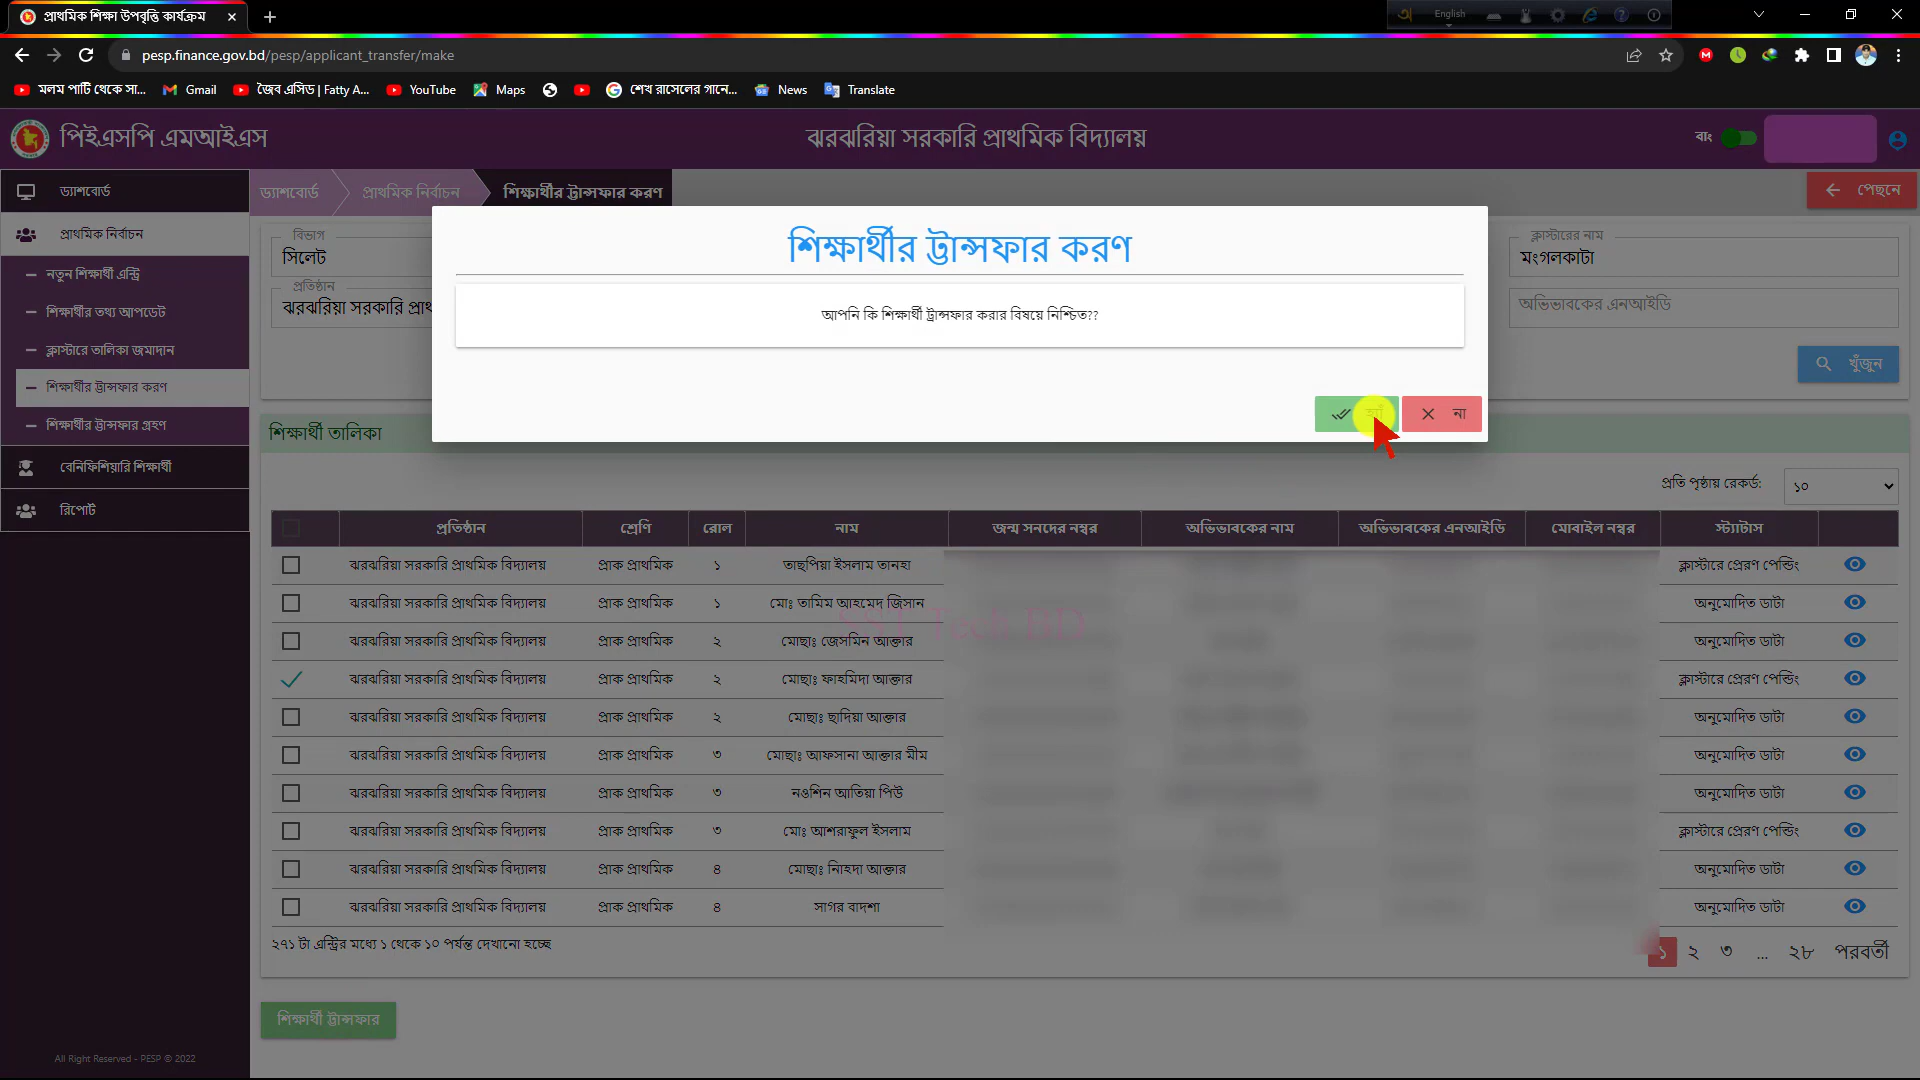 প্রাথমিক শিক্ষা উপবৃত্তি কার্যক্রম
English
pesp.finance.gov.bd/pesp/applicant_transfer/make
মলম পার্টি থেকে সা... Gmail জৈব এসিড | Fatty A... YouTube Maps শেখ রাসেলের গানে... News Translate
পিইএসপি এমআইএস ঝরঝরিয়া সরকারি প্রাথমিক বিদ্যালয় বাং
ড্যাশবোর্ড
প্রাথমিক নির্বাচন
নতুন শিক্ষার্থী এন্ট্রি
শিক্ষার্থীর তথ্য আপডেট
ক্লাস্টারে তালিকা জমাদান
শিক্ষার্থীর ট্রান্সফার করণ
শিক্ষার্থীর ট্রান্সফার গ্রহণ
বেনিফিশিয়ারি শিক্ষার্থী
রিপোর্ট
All Right Reserved - PESP © 2022
ড্যাশবোর্ড প্রাথমিক নির্বাচন শিক্ষার্থীর ট্রান্সফার করণ পেছনে
বিভাগ ক্লাস্টারের নাম
সিলেট মংগলকাটা
প্রতিষ্ঠান
ঝরঝরিয়া সরকারি প্রাথ অভিভাবকের এনআইডি
খুঁজুন
শিক্ষার্থীর ট্রান্সফার করণ
আপনি কি শিক্ষার্থী ট্রান্সফার করার বিষয়ে নিশ্চিত??
হ্যাঁ না
শিক্ষার্থী তালিকা
প্রতি পৃষ্ঠায় রেকর্ড: ১০
প্রতিষ্ঠান শ্রেণি রোল নাম জন্ম সনদের নম্বর অভিভাবকের নাম অভিভাবকের এনআইডি মোবাইল নম্বর স্ট্যাটাস
ঝরঝরিয়া সরকারি প্রাথমিক বিদ্যালয় প্রাক প্রাথমিক ১ তাছপিয়া ইসলাম তানহা ক্লাস্টারে প্রেরণ পেন্ডিং
ঝরঝরিয়া সরকারি প্রাথমিক বিদ্যালয় প্রাক প্রাথমিক ১ মোঃ তামিম আহমেদ জিসান অনুমোদিত ডাটা
Tech BD
ঝরঝরিয়া সরকারি প্রাথমিক বিদ্যালয় প্রাক প্রাথমিক ২ মোছাঃ জেসমিন আক্তার অনুমোদিত ডাটা
ঝরঝরিয়া সরকারি প্রাথমিক বিদ্যালয় প্রাক প্রাথমিক ২ মোছাঃ ফাহমিদা আক্তার ক্লাস্টারে প্রেরণ পেন্ডিং
ঝরঝরিয়া সরকারি প্রাথমিক বিদ্যালয় প্রাক প্রাথমিক ২ মোছাঃ ছাদিয়া আক্তার অনুমোদিত ডাটা
ঝরঝরিয়া সরকারি প্রাথমিক বিদ্যালয় প্রাক প্রাথমিক ৩ মোছাঃ আফসানা আক্তার মীম অনুমোদিত ডাটা
ঝরঝরিয়া সরকারি প্রাথমিক বিদ্যালয় প্রাক প্রাথমিক ৩ নওশিন আতিয়া পিউ অনুমোদিত ডাটা
ঝরঝরিয়া সরকারি প্রাথমিক বিদ্যালয় প্রাক প্রাথমিক ৩ মোঃ আশরাফুল ইসলাম ক্লাস্টারে প্রেরণ পেন্ডিং
ঝরঝরিয়া সরকারি প্রাথমিক বিদ্যালয় প্রাক প্রাথমিক ৪ মোছাঃ আক্তার অনুমোদিত ডাটা
ঝরঝরিয়া সরকারি প্রাথমিক বিদ্যালয় প্রাক প্রাথমিক ৪ সাগর বাদশা অনুমোদিত ডাটা
২৭১ টা এন্ট্রির মধ্যে ১ থেকে ১০ পর্যন্ত দেখানো হচ্ছে ১ ২ ৩ ... ২৮ পরবর্তী
শিক্ষার্থী ট্রান্সফার